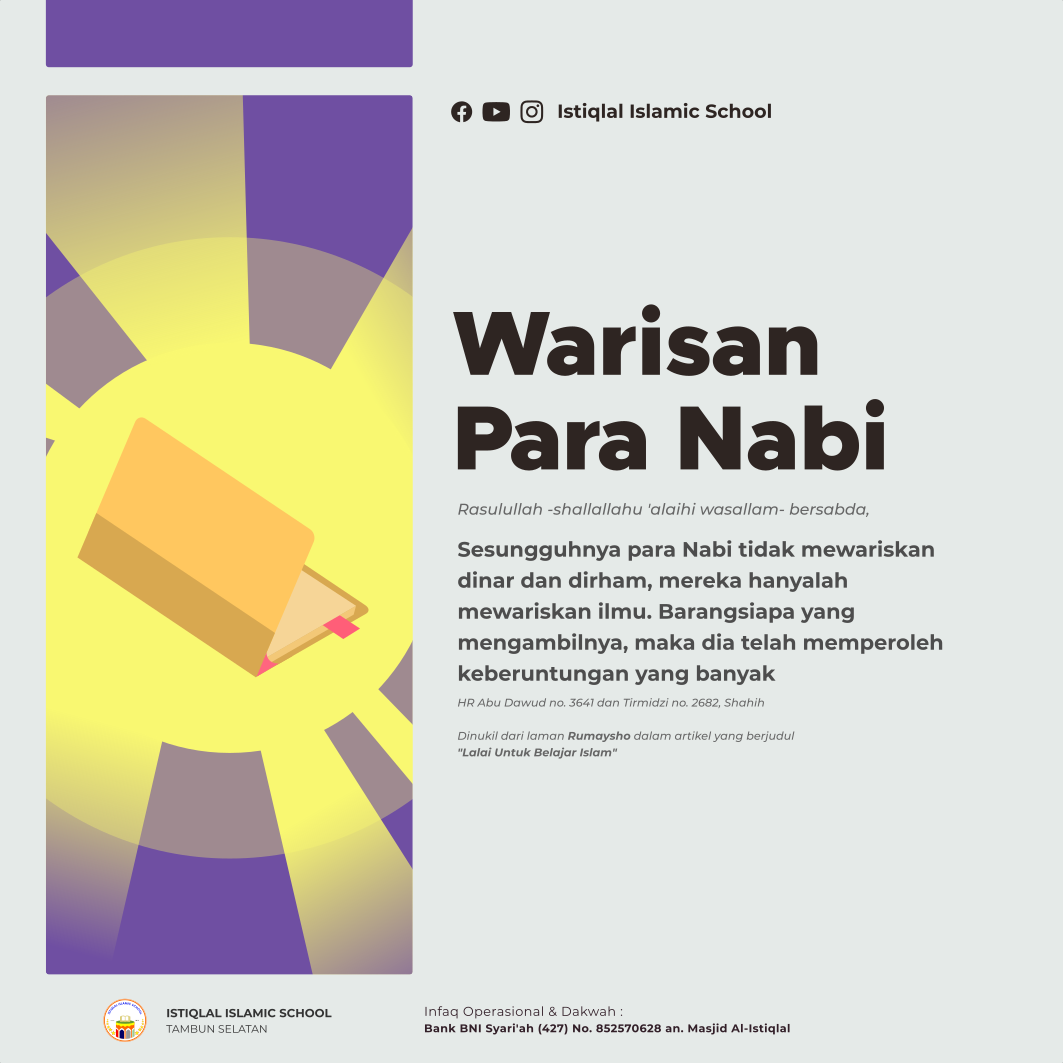 Istiqlal Islamic School
Warisan
Para Nabi
Rasulullah -shallallahu 'alaihi wasallam- bersabda,
Sesungguhnya para Nabi tidak mewariskan
dinar dan dirham, mereka hanyalah
mewariskan ilmu. Barangsiapa yang
mengambilnya, maka dia telah memperoleh
keberuntungan yang banyak
HR Abu Dawud no. 3641 dan Tirmidzi no. 2682, Shahih
Dinukil dari laman Rumaysho dalam artikel yang berjudul
"Lalai Untuk Belajar Islam"
ISTIQLAL ISLAMIC SCHOOL
TAMBUN SELATAN
Infaq Operasional & Dakwah :
Bank BNI Syari'ah (427) No. 852570628 an. Masjid Al-Istiqlal